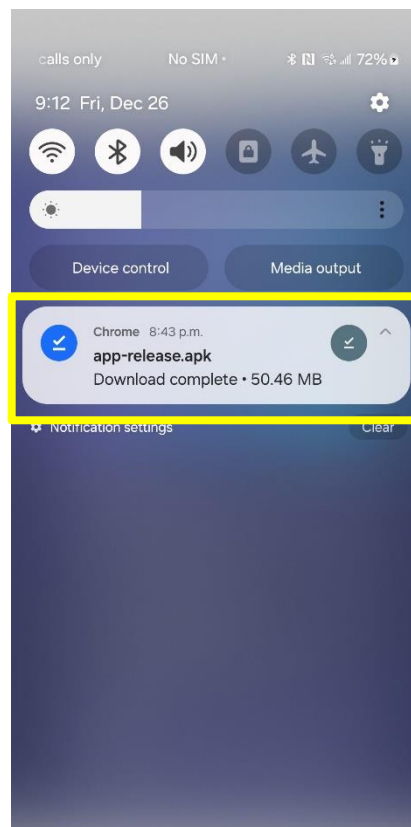 calls only No SIM • 72%
9:12 Fri, Dec 26
Device control Media output
Chrome 8:43 p.m.
app-release.apk
Download complete • 50.46 MB
Notification settings Clear